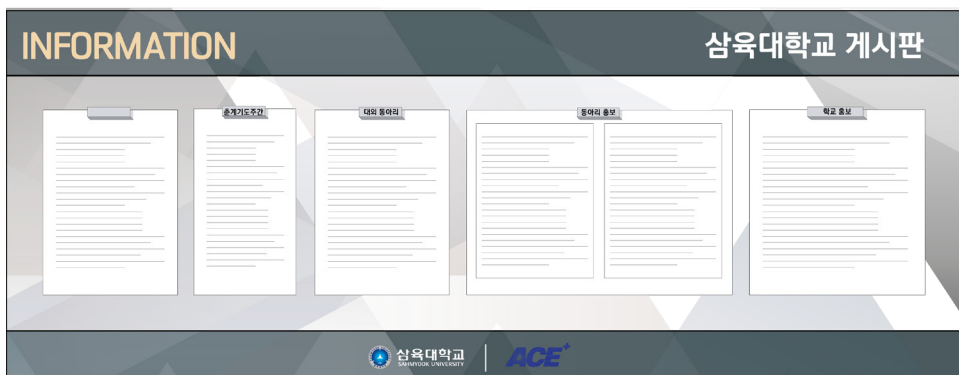 INFORMATION
삼육대학교 게시판
춘계기도주간
대외 동아리
동아리 홍보
학교 홍보
삼육대학교
SAHMYOOK UNIVERSITY
ACE+